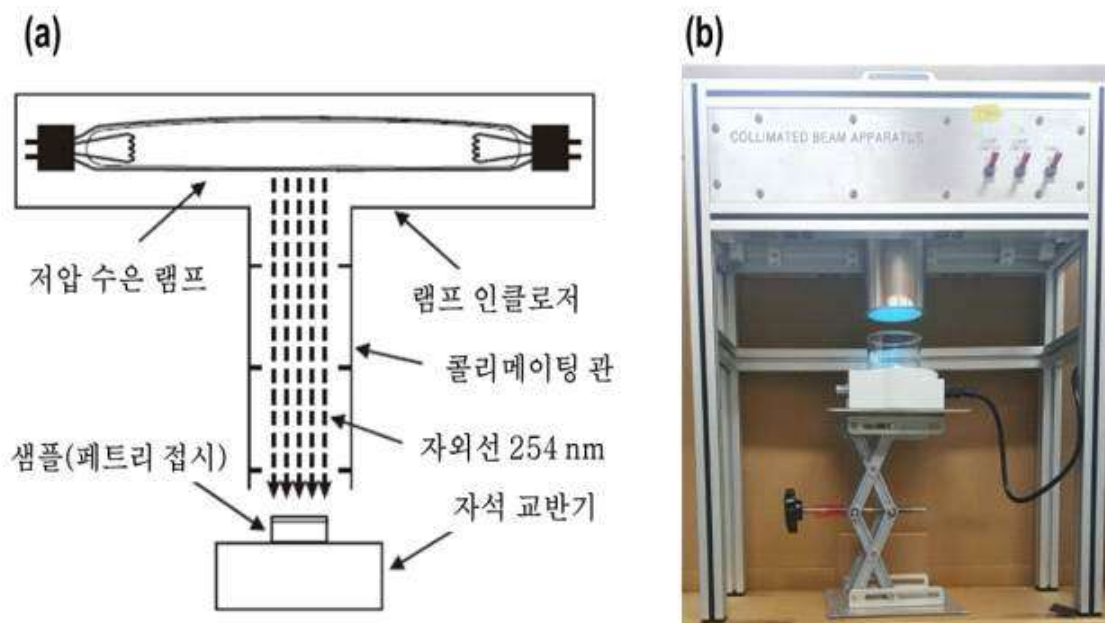 (a)
(b)
COLLIMATED BEAM APPARATUS
저압 수은 램프
램프 인클로저
콜리메이팅 관
자외선 254 nm
샘플(페트리 접시)
자석 교반기